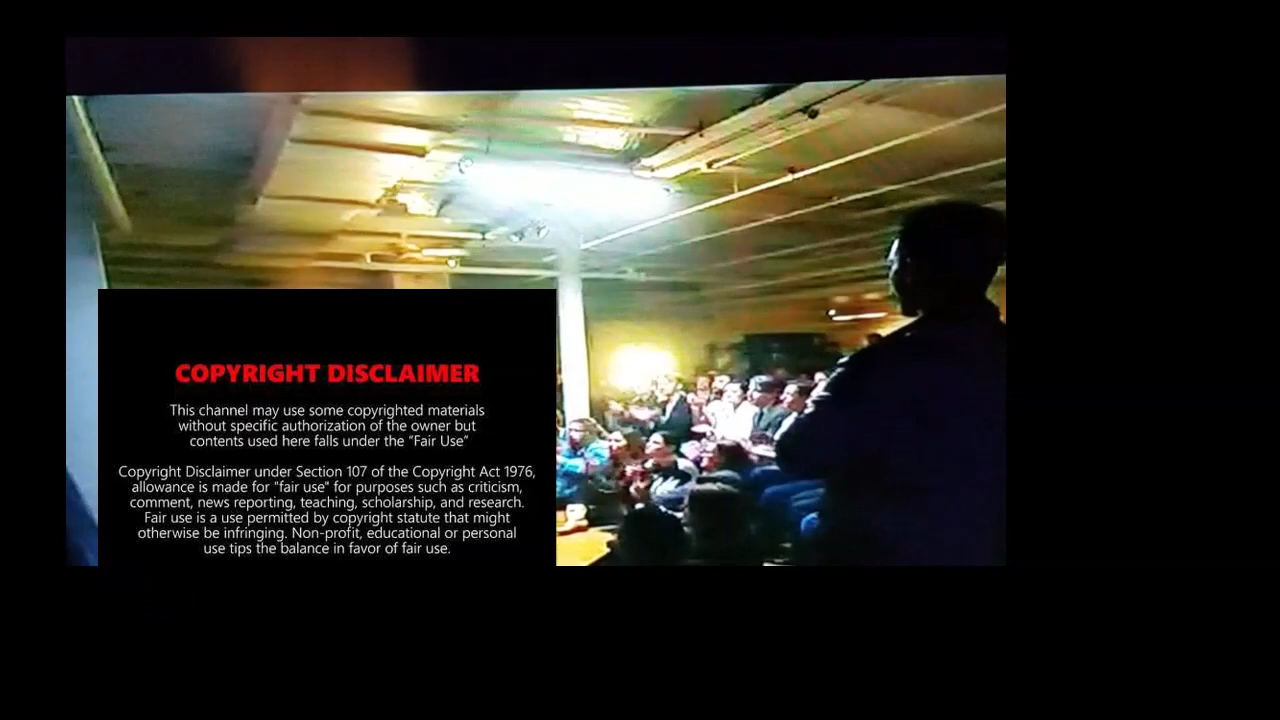 COPYRIGHT DISCLAIMER
This channel may use some copyrighted materials
without specific authorization of the owner but
contents used here falls under the “Fair Use”
Copyright Disclaimer under Section 107 of the Copyright Act 1976,
allowance is made for "fair use" for purposes such as criticism,
comment, news reporting, teaching, scholarship, and research.
Fair use is a use permitted by copyright statute that might
otherwise be infringing. Non-profit, educational or personal
use tips the balance in favor of fair use.